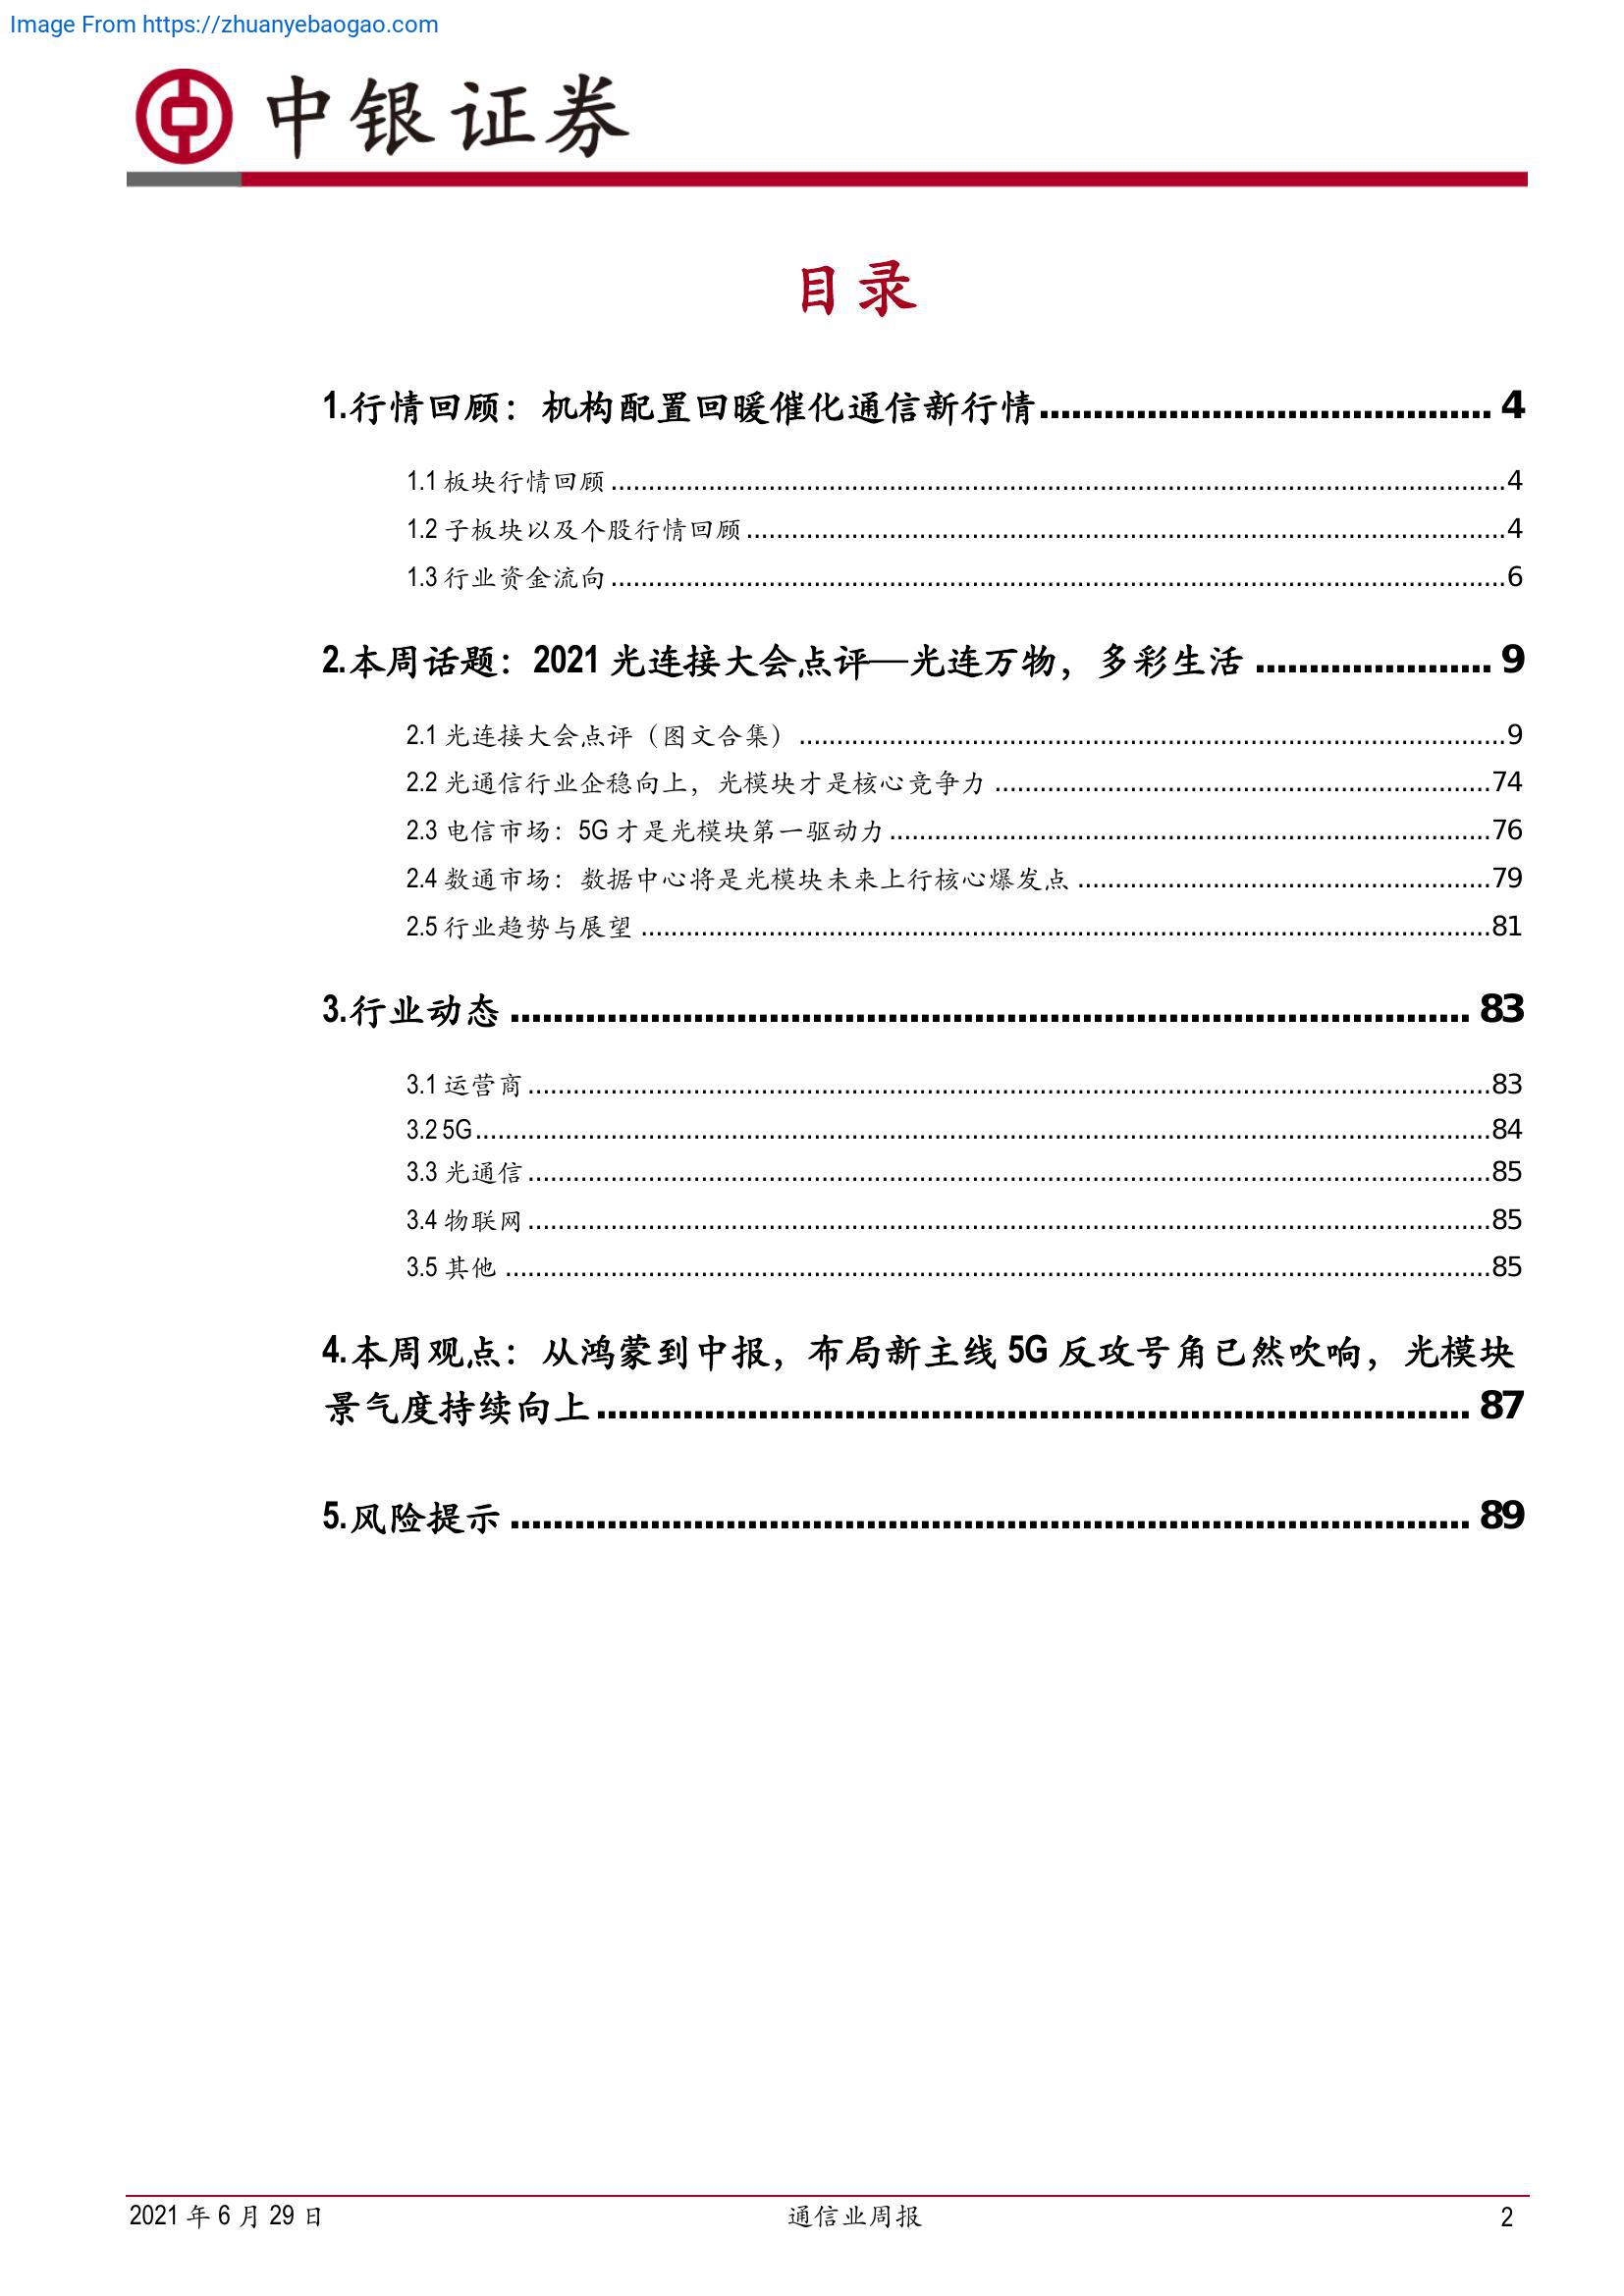 Image From https://zhuanyebaogao.com
中银证券
目录
1.行情回顾：机构配置回暖催化通信新行情 4
1.1 板块行情回顾 4
1.2 子板块以及个股行情回顾 4
1.3 行业资金流向 6
2.本周话题：2021 光连接大会点评—光连万物，多彩生活 9
2.1 光连接大会点评（图文合集） 9
2.2 光通信行业企稳向上，光模块才是核心竞争力 74
2.3 电信市场：5G 才是光模块第一驱动力 76
2.4 数通市场：数据中心将是光模块未来上行核心爆发点 79
2.5 行业趋势与展望 81
3.行业动态 83
3.1 运营商 83
3.2 5G 84
3.3 光通信 85
3.4 物联网 85
3.5 其他 85
4.本周观点：从鸿蒙到中报，布局新主线 5G 反攻号角已然吹响，光模块
景气度持续向上 87
5.风险提示 89
2021 年 6 月 29 日 通信业周报 2